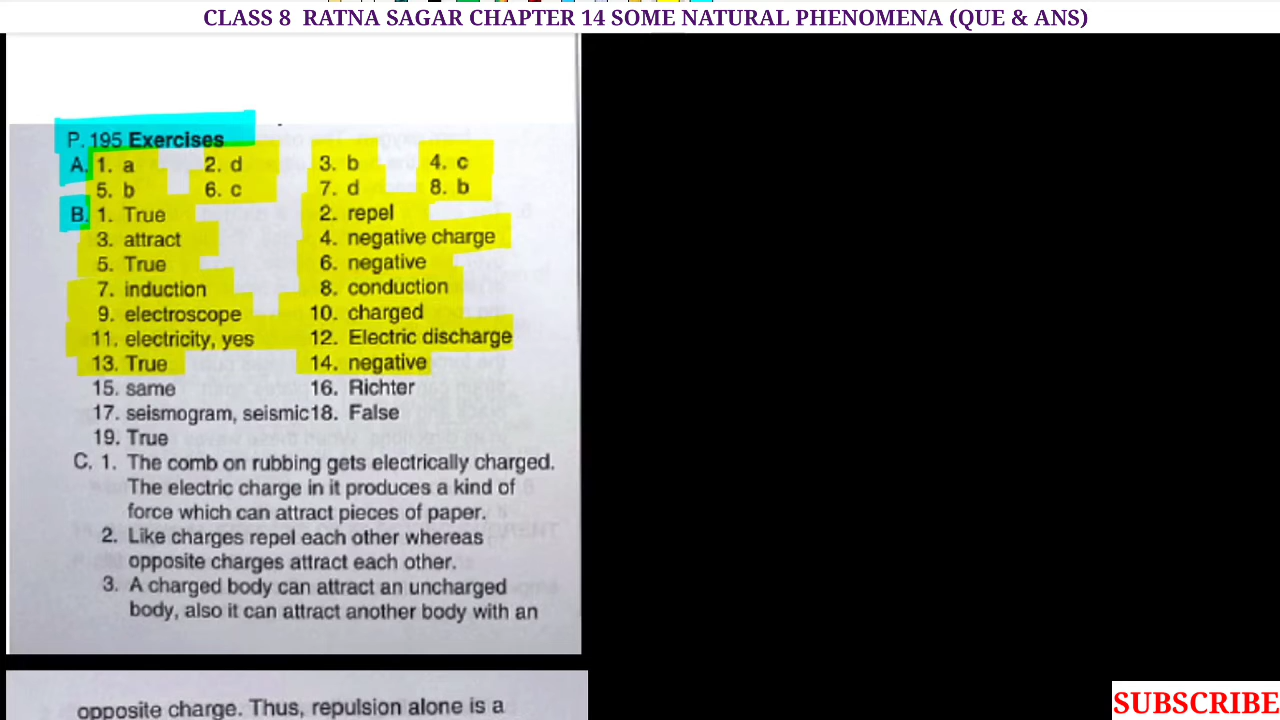 CLASS 8 RATNA SAGAR CHAPTER 14 SOME NATURAL PHENOMENA (QUE & ANS)
P. 195 Exercises
A. 1. a 2. d 3. b 4. c
5. b 6. c 7. d 8. b
B. 1. True 2. repel
3. attract 4. negative charge
5. True 6. negative
7. induction 8. conduction
9. electroscope 10. charged
11. electricity, yes 12. Electric discharge
13. True 14. negative
15. same 16. Richter
17. seismogram, seismic 18. False
19. True
C. 1. The comb on rubbing gets electrically charged.
The electric charge in it produces a kind of
force which can attract pieces of paper.
2. Like charges repel each other whereas
opposite charges attract each other.
3. A charged body can attract an uncharged
body, also it can attract another body with an
opposite charge. Thus, repulsion alone is a
SUBSCRIBE